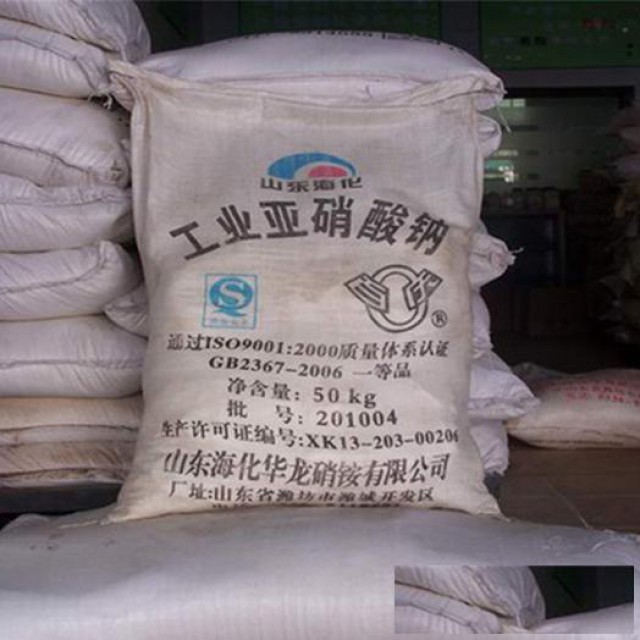 山东海化
工业亚硝酸钠
QS
®
通过ISO9001:2000质量体系认证
GB2367-2006 一等品
净含量: 50 kg
批 号: 201004
生产许可证编号:XK13-203-00206
山东海化华龙硝铵有限公司
厂址:山东省潍坊市潍城开发区